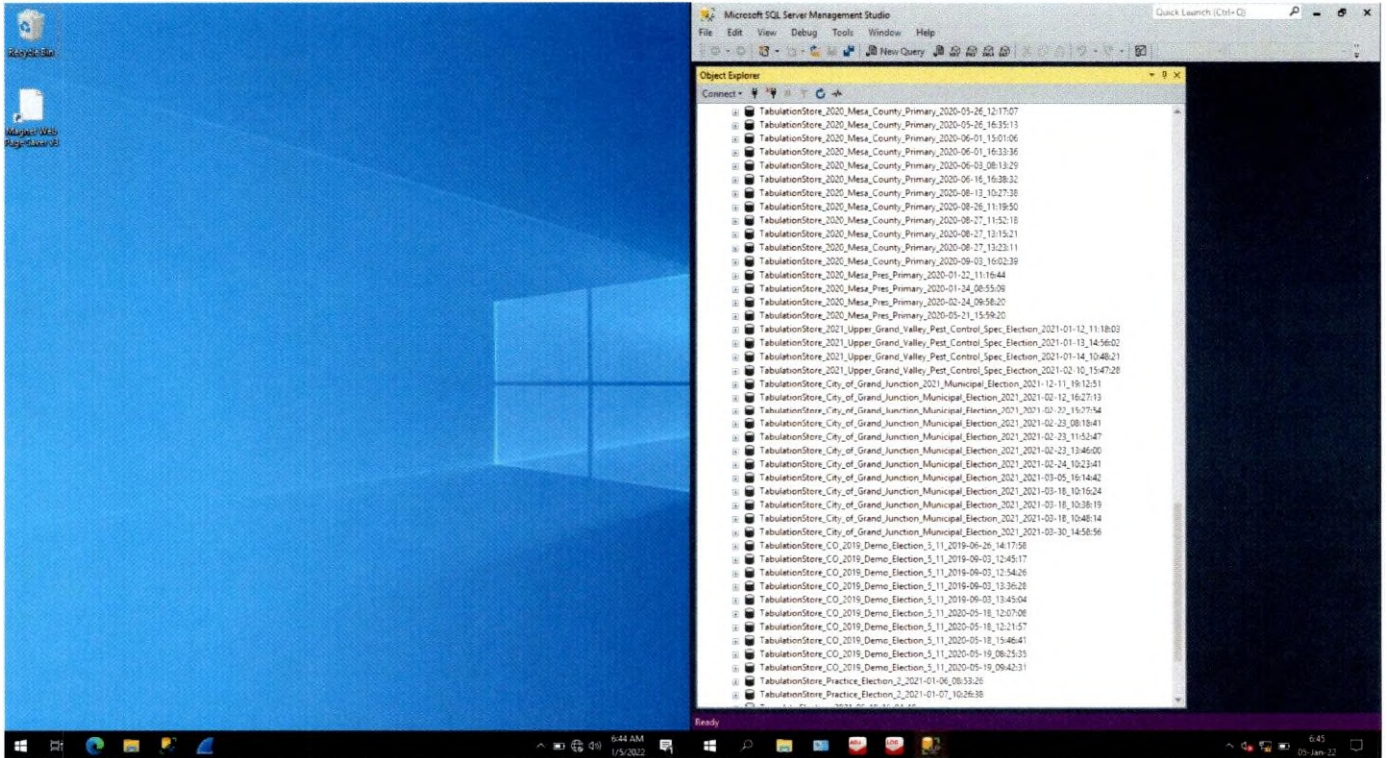 Recycle Bin
Magnet Web
Page Saver V3
6:44 AM
1/5/2022
Microsoft SQL Server Management Studio
Quick Launch (Ctrl+Q)
File Edit View Debug Tools Window Help
New Query
Object Explorer
Connect
TabulationStore_2020_Mesa_County_Primary_2020-05-26_12:17:07
TabulationStore_2020_Mesa_County_Primary_2020-05-26_16:35:13
TabulationStore_2020_Mesa_County_Primary_2020-06-01_15:01:06
TabulationStore_2020_Mesa_County_Primary_2020-06-01_16:33:36
TabulationStore_2020_Mesa_County_Primary_2020-06-03_08:13:29
TabulationStore_2020_Mesa_County_Primary_2020-06-16_16:38:32
TabulationStore_2020_Mesa_County_Primary_2020-08-13_10:27:38
TabulationStore_2020_Mesa_County_Primary_2020-08-26_11:19:50
TabulationStore_2020_Mesa_County_Primary_2020-08-27_11:52:18
TabulationStore_2020_Mesa_County_Primary_2020-08-27_13:15:21
TabulationStore_2020_Mesa_County_Primary_2020-08-27_13:23:11
TabulationStore_2020_Mesa_County_Primary_2020-09-03_16:02:39
TabulationStore_2020_Mesa_Pres_Primary_2020-01-22_11:16:44
TabulationStore_2020_Mesa_Pres_Primary_2020-01-24_08:55:09
TabulationStore_2020_Mesa_Pres_Primary_2020-02-24_09:58:20
TabulationStore_2020_Mesa_Pres_Primary_2020-05-21_15:59:20
TabulationStore_2021_Upper_Grand_Valley_Pest_Control_Spec_Election_2021-01-12_11:18:03
TabulationStore_2021_Upper_Grand_Valley_Pest_Control_Spec_Election_2021-01-13_14:56:02
TabulationStore_2021_Upper_Grand_Valley_Pest_Control_Spec_Election_2021-01-14_10:48:21
TabulationStore_2021_Upper_Grand_Valley_Pest_Control_Spec_Election_2021-02-10_15:47:28
TabulationStore_City_of_Grand_Junction_2021_Municipal_Election_2021-12-11_19:12:51
TabulationStore_City_of_Grand_Junction_Municipal_Election_2021_2021-02-12_16:27:13
TabulationStore_City_of_Grand_Junction_Municipal_Election_2021_2021-02-22_15:27:54
TabulationStore_City_of_Grand_Junction_Municipal_Election_2021_2021-02-23_08:18:41
TabulationStore_City_of_Grand_Junction_Municipal_Election_2021_2021-02-23_11:52:47
TabulationStore_City_of_Grand_Junction_Municipal_Election_2021_2021-02-23_13:46:00
TabulationStore_City_of_Grand_Junction_Municipal_Election_2021_2021-02-24_10:23:41
TabulationStore_City_of_Grand_Junction_Municipal_Election_2021_2021-03-05_16:14:42
TabulationStore_City_of_Grand_Junction_Municipal_Election_2021_2021-03-18_10:16:24
TabulationStore_City_of_Grand_Junction_Municipal_Election_2021_2021-03-18_10:38:19
TabulationStore_City_of_Grand_Junction_Municipal_Election_2021_2021-03-18_10:48:14
TabulationStore_City_of_Grand_Junction_Municipal_Election_2021_2021-03-30_14:58:56
TabulationStore_CO_2019_Demo_Election_5_11_2019-06-26_14:17:58
TabulationStore_CO_2019_Demo_Election_5_11_2019-09-03_12:45:17
TabulationStore_CO_2019_Demo_Election_5_11_2019-09-03_12:54:26
TabulationStore_CO_2019_Demo_Election_5_11_2019-09-03_13:36:28
TabulationStore_CO_2019_Demo_Election_5_11_2019-09-03_13:45:04
TabulationStore_CO_2019_Demo_Election_5_11_2020-05-18_12:07:08
TabulationStore_CO_2019_Demo_Election_5_11_2020-05-18_12:21:57
TabulationStore_CO_2019_Demo_Election_5_11_2020-05-18_15:46:41
TabulationStore_CO_2019_Demo_Election_5_11_2020-05-19_08:25:35
TabulationStore_CO_2019_Demo_Election_5_11_2020-05-19_09:42:31
TabulationStore_Practice_Election_2_2021-01-06_08:53:26
TabulationStore_Practice_Election_2_2021-01-07_10:26:38
Ready
6:45
05-Jan-22